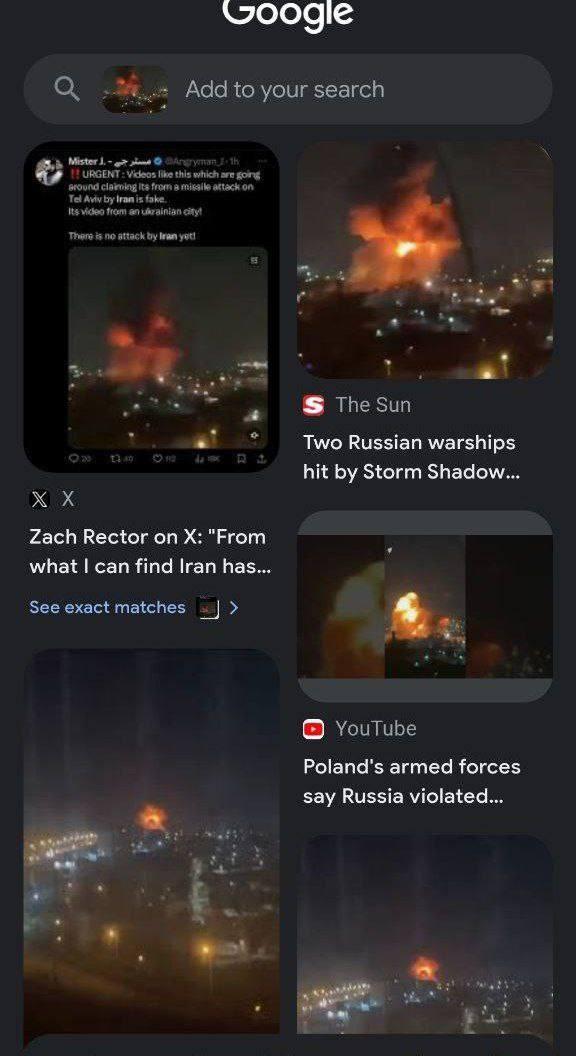 Google
Add to your search
Mister J. - مستر جي @Angryman_J · 1h
‼️ URGENT : Videos like this which are going
around claiming its from a missile attack on
Tel Aviv by Iran is fake.
Its video from an ukrainian city!
There is no attack by Iran yet!
20 40 112 18K
X
Zach Rector on X: "From
what I can find Iran has...
See exact matches
The Sun
Two Russian warships
hit by Storm Shadow...
YouTube
Poland's armed forces
say Russia violated...